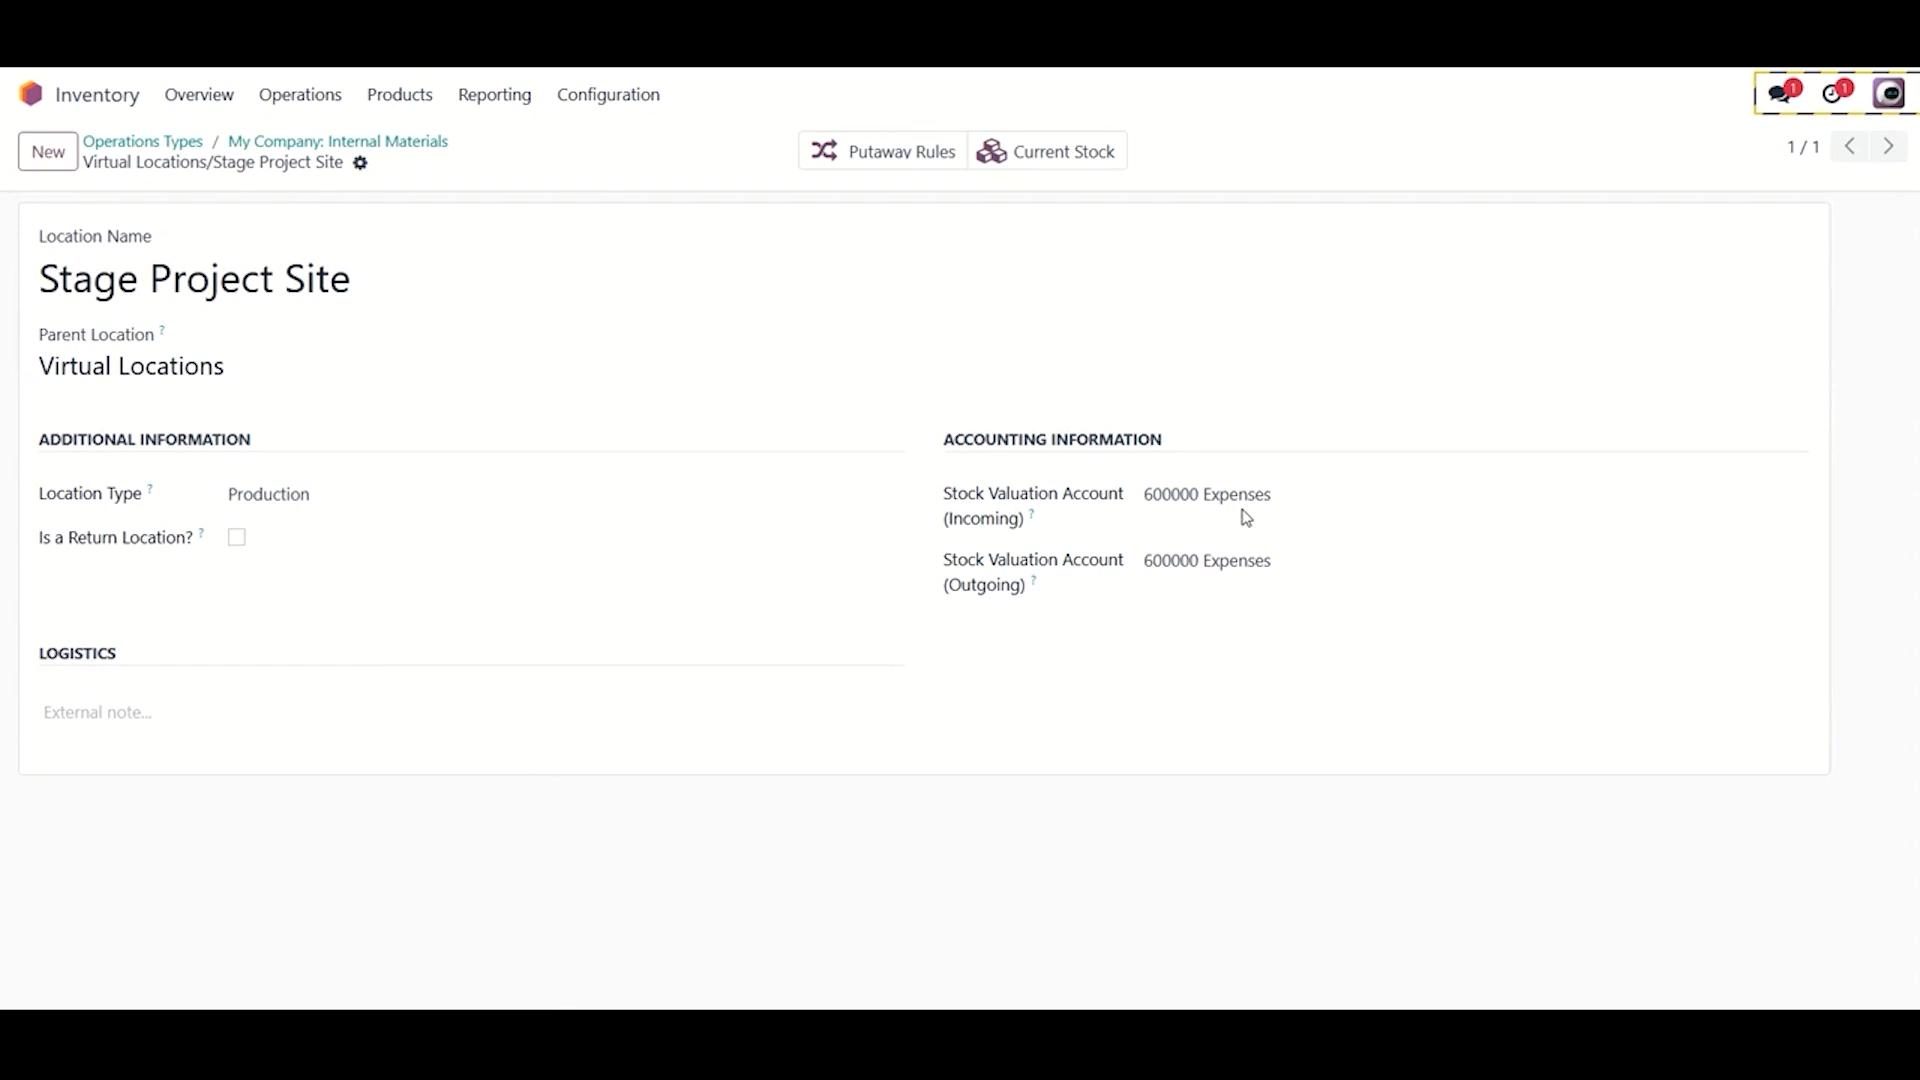 Inventory Overview Operations Products Reporting Configuration 1 1
New Operations Types / My Company: Internal Materials
Virtual Locations/Stage Project Site
Putaway Rules Current Stock 1 / 1
Location Name
Stage Project Site
Parent Location ?
Virtual Locations
ADDITIONAL INFORMATION
Location Type ? Production
Is a Return Location? ?
ACCOUNTING INFORMATION
Stock Valuation Account 600000 Expenses
(Incoming) ?
Stock Valuation Account 600000 Expenses
(Outgoing) ?
LOGISTICS
External note...